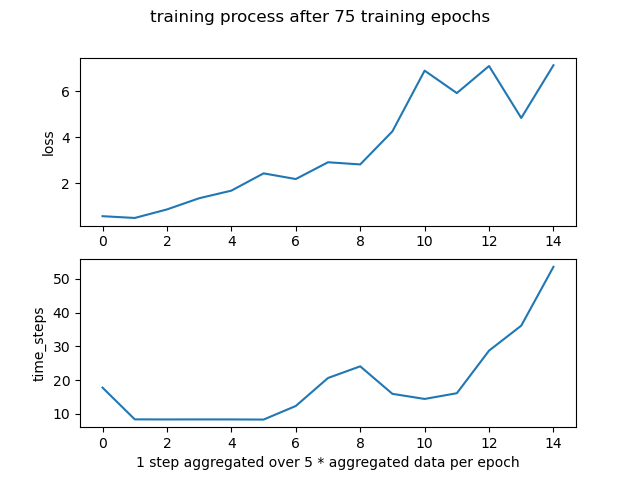 training process after 75 training epochs
loss
6
4
2
0 2 4 6 8 10 12 14
time_steps
50
40
30
20
10
0 2 4 6 8 10 12 14
1 step aggregated over 5 * aggregated data per epoch